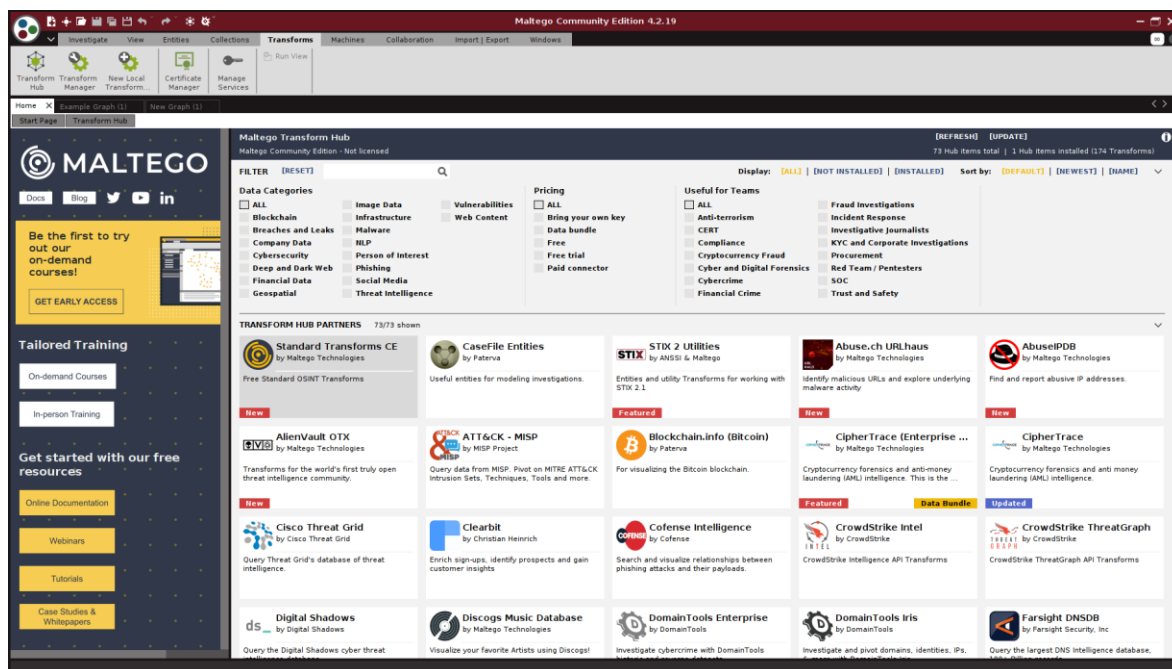 Maltego Community Edition 4.2.19
Investigate View Entities Collections Transforms Machines Collaboration Import | Export Windows
Transform Hub
Transform Manager
New Local Transform...
Certificate Manager
Manage Services
Run View
Home X Example Graph (1) New Graph (1)
Start Page Transform Hub
MALTEGO
Docs Blog
Be the first to try
out our
on-demand
courses!
GET EARLY ACCESS
Tailored Training
On-demand Courses
In-person Training
Get started with our free
resources
Online Documentation
Webinars
Tutorials
Case Studies &
Whitepapers
Maltego Transform Hub [REFRESH] [UPDATE]
Maltego Community Edition - Not licensed 73 Hub items total | 1 Hub items installed (174 Transforms)
FILTER [RESET] Display: [ALL] | [NOT INSTALLED] | [INSTALLED] Sort by: [DEFAULT] | [NEWEST] | [NAME]
Data Categories
ALL
Blockchain
Breaches and Leaks
Company Data
Cybersecurity
Deep and Dark Web
Financial Data
Geospatial
Image Data
Infrastructure
Malware
NLP
Person of Interest
Phishing
Social Media
Threat Intelligence
Vulnerabilities
Web Content
Pricing
ALL
Bring your own key
Data bundle
Free
Free trial
Paid connector
Useful for Teams
ALL
Anti-terrorism
CERT
Compliance
Cryptocurrency Fraud
Cyber and Digital Forensics
Cybercrime
Financial Crime
Fraud Investigations
Incident Response
Investigative Journalists
KYC and Corporate Investigations
Procurement
Red Team / Pentesters
SOC
Trust and Safety
TRANSFORM HUB PARTNERS 73/73 shown
Standard Transforms CE
by Maltego Technologies
Free Standard OSINT Transforms
New
CaseFile Entities
by Paterva
Useful entities for modeling investigations.
STIX
STIX 2 Utilities
by ANSSI & Maltego
Entities and utility Transforms for working with
STIX 2.1
Featured
Abuse.ch URLhaus
by Maltego Technologies
Identify malicious URLs and explore underlying
malware activity
New
AbuseIPDB
by Maltego Technologies
Find and report abusive IP addresses.
New
AlienVault OTX
by Maltego Technologies
Transforms for the world's first truly open
threat intelligence community.
New
ATT&CK
MISP
ATT&CK - MISP
by MISP Project
Query data from MISP. Pivot on MITRE ATT&CK
Intrusion Sets, Techniques, Tools and more.
Blockchain.info (Bitcoin)
by Paterva
For visualizing the Bitcoin blockchain.
CipherTrace (Enterprise ...
by Maltego Technologies
Cryptocurrency forensics and anti-money
laundering (AML) intelligence. This is the ...
Featured Data Bundle
CipherTrace
by Maltego Technologies
Cryptocurrency forensics and anti money
laundering (AML) intelligence.
Updated
Cisco Threat Grid
by Cisco Threat Grid
Query Threat Grid's database of threat
intelligence.
Clearbit
by Christian Heinrich
Enrich sign-ups, identify prospects and gain
customer insights
COFENSE
Cofense Intelligence
by Cofense
Search and visualize relationships between
phishing attacks and their payloads.
INTEL
CrowdStrike Intel
by CrowdStrike
CrowdStrike Intelligence API Transforms
THREAT
GRAPH
CrowdStrike ThreatGraph
by CrowdStrike
CrowdStrike ThreatGraph API Transforms
ds_
Digital Shadows
by Digital Shadows
Query the Digital Shadows cyber threat
Discogs Music Database
by Maltego Technologies
Visualize your favorite Artists using Discogs!
DomainTools Enterprise
by DomainTools
Investigate cybercrime with DomainTools
DomainTools Iris
by DomainTools
Investigate and pivot domains, identities, IPs,
Farsight DNSDB
by Farsight Security, Inc
Query the largest DNS Intelligence database,